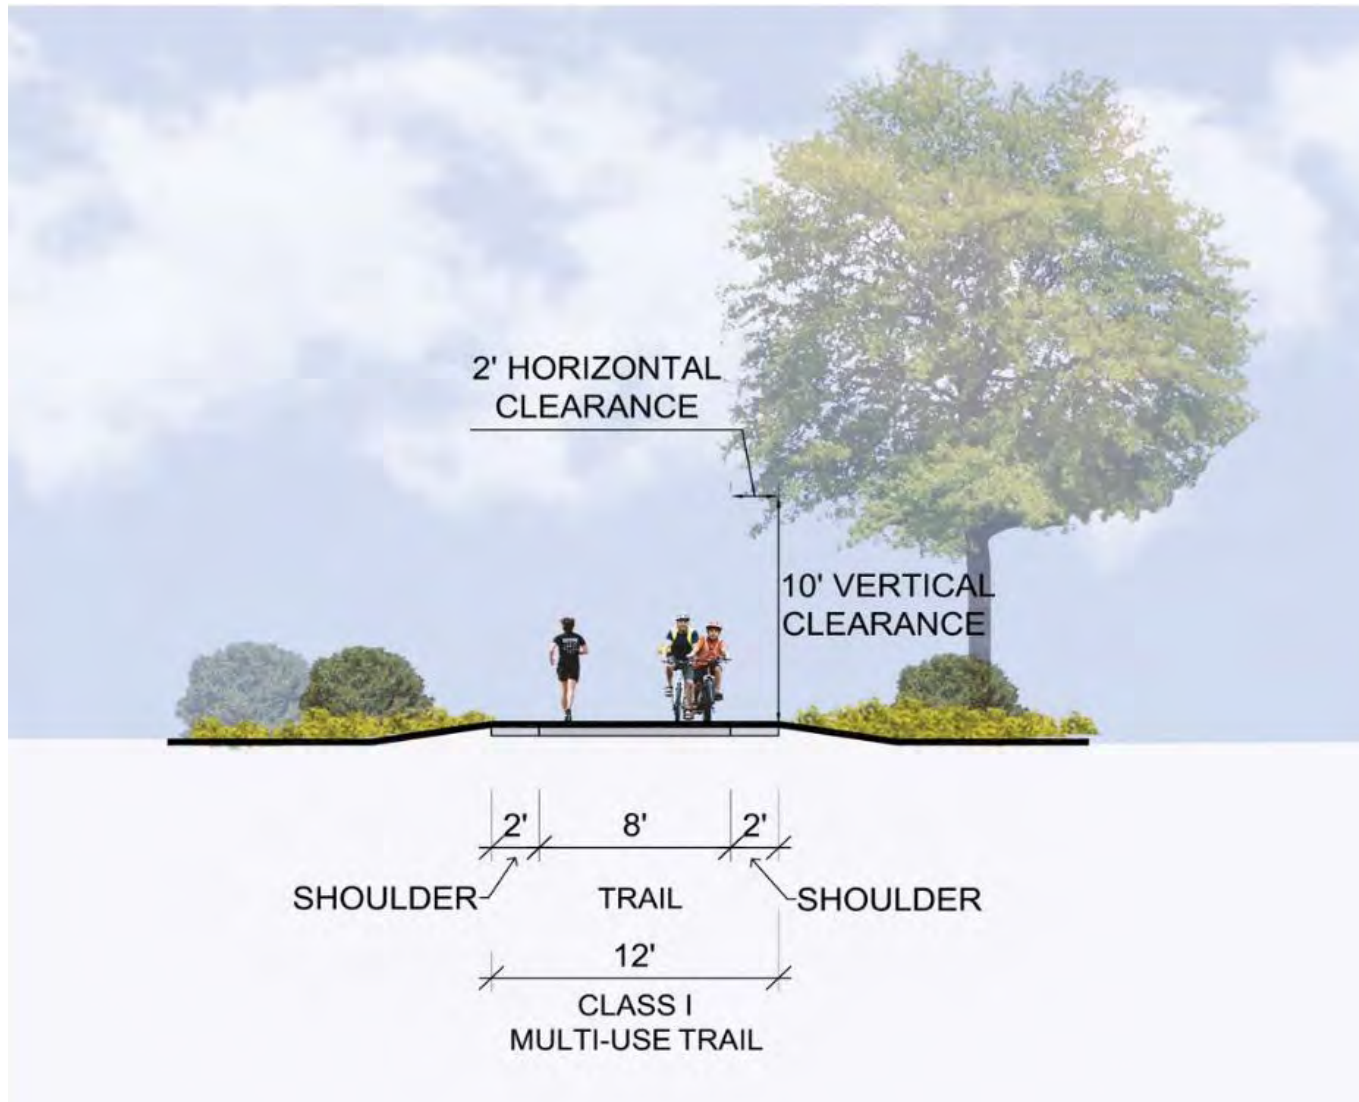 2' HORIZONTAL
CLEARANCE
10' VERTICAL
CLEARANCE
2'
8'
2'
SHOULDER
TRAIL
SHOULDER
12'
CLASS I
MULTI-USE TRAIL